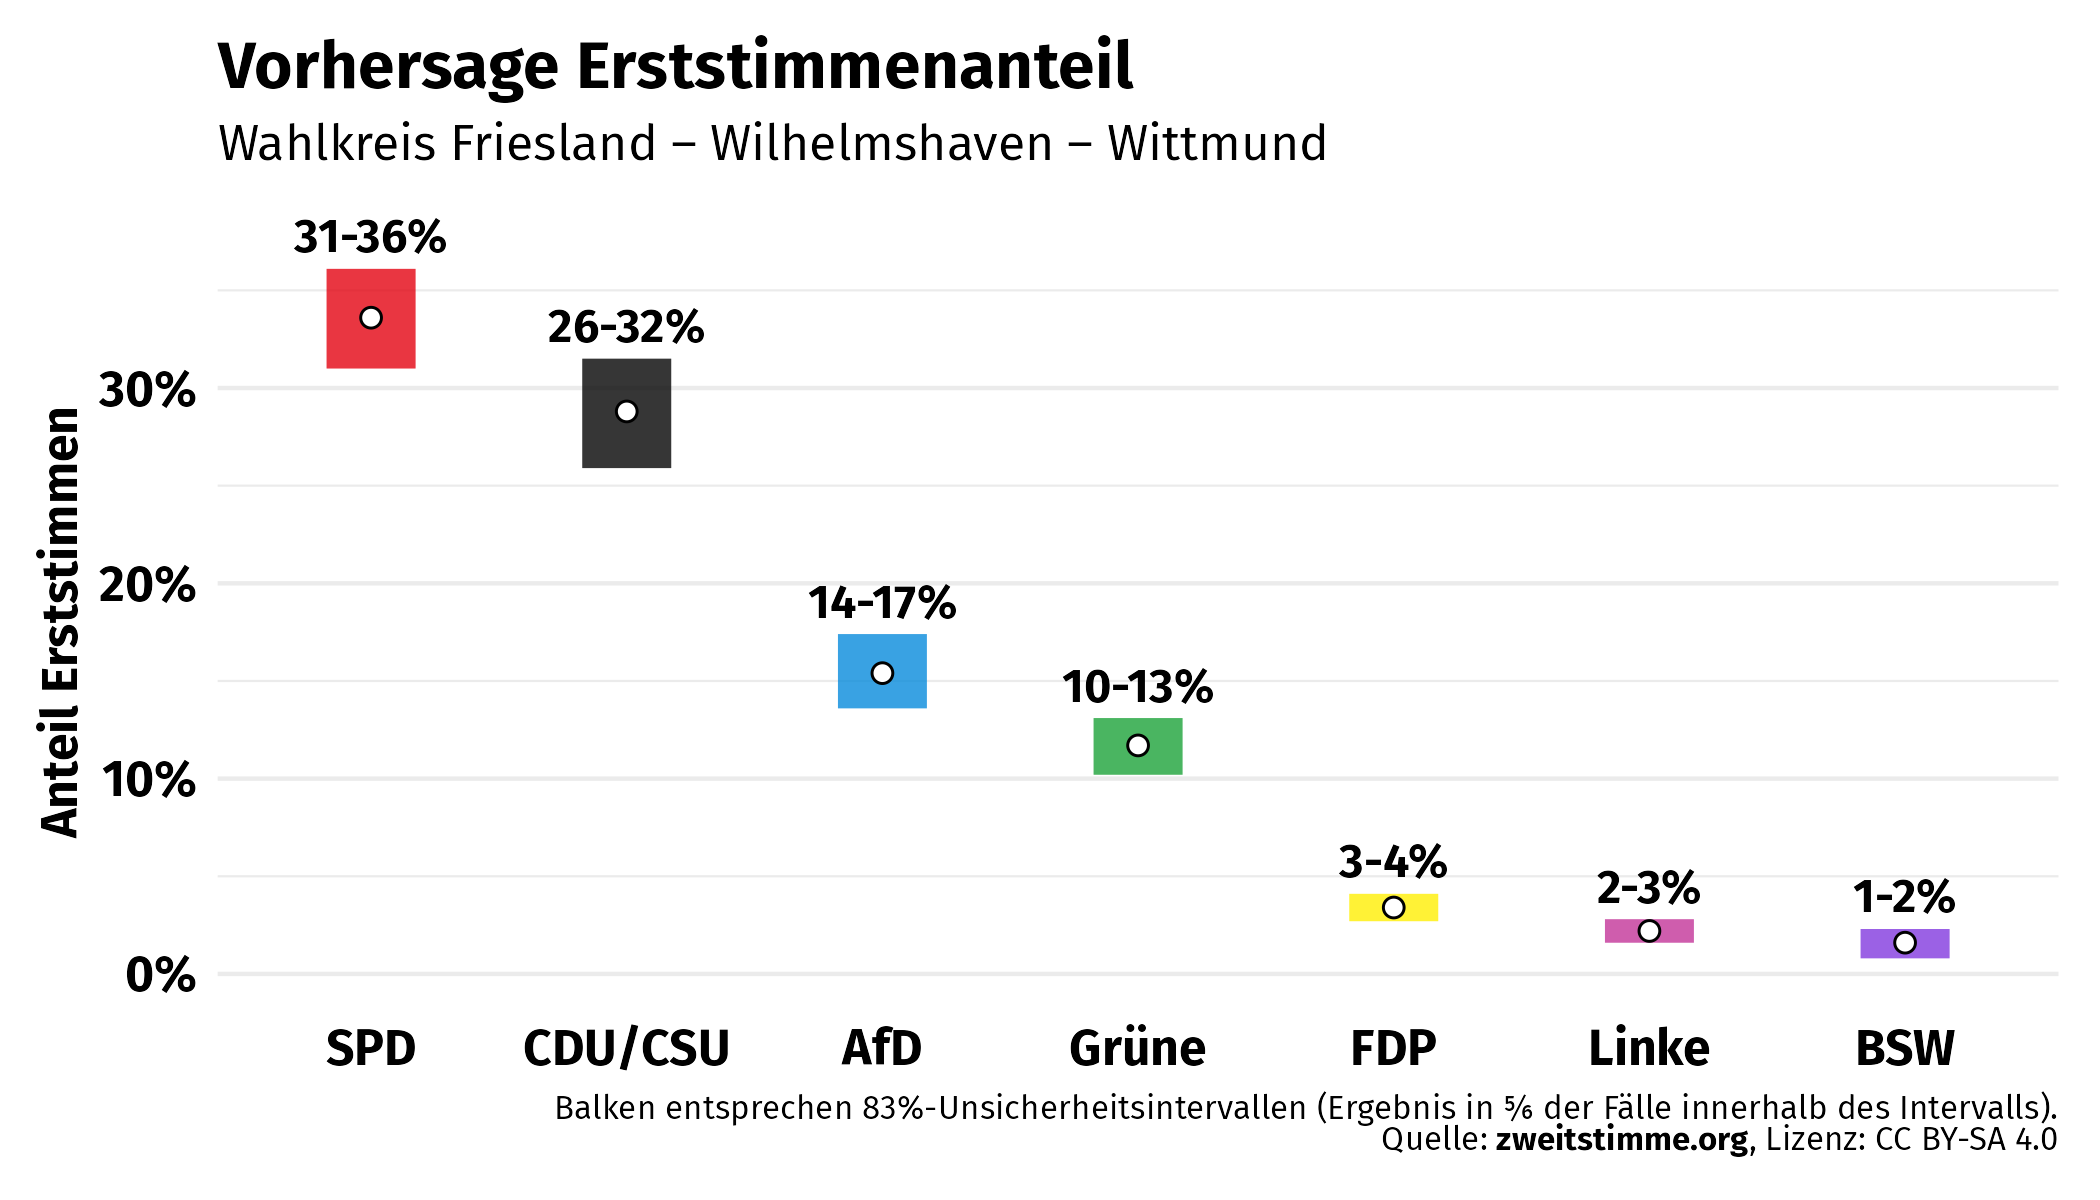 Vorhersage Erststimmenanteil
Wahlkreis Friesland – Wilhelmshaven – Wittmund
31-36%
26-32%
30%
20%
14-17%
10-13%
10%
3-4%
2-3%
1-2%
0%
Anteil Erststimmen
SPD CDU/CSU AfD Grüne FDP Linke BSW
Balken entsprechen 83%-Unsicherheitsintervallen (Ergebnis in ⅚ der Fälle innerhalb des Intervalls).
Quelle: zweitstimme.org, Lizenz: CC BY-SA 4.0